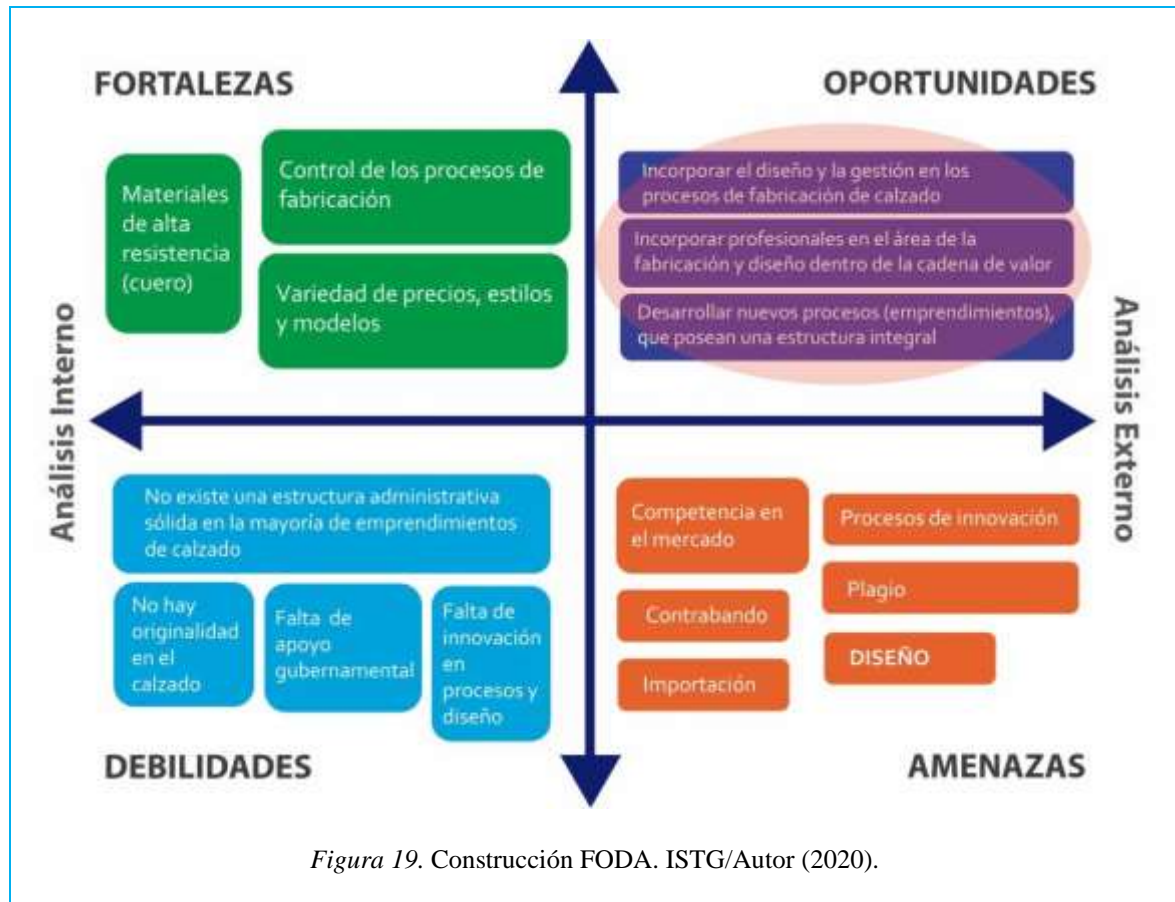 FORTALEZAS
OPORTUNIDADES
Materiales
de alta
resistencia
(cuero)
Control de los procesos de
fabricación
Variedad de precios, estilos
y modelos
Incorporar el diseño y la gestión en los
procesos de fabricación de calzado
Incorporar profesionales en el área de la
fabricación y diseño dentro de la cadena de valor
Desarrollar nuevos procesos (emprendimientos),
que posean una estructura integral
Análisis Interno
Análisis Externo
No existe una estructura administrativa
sólida en la mayoría de emprendimientos
de calzado
No hay
originalidad
en el
calzado
Falta de
apoyo
gubernamental
Falta de
innovación
en
procesos y
diseño
Competencia en
el mercado
Contrabando
Importación
Procesos de innovación
Plagio
DISEÑO
DEBILIDADES
AMENAZAS
Figura 19. Construcción FODA. ISTG/Autor (2020).